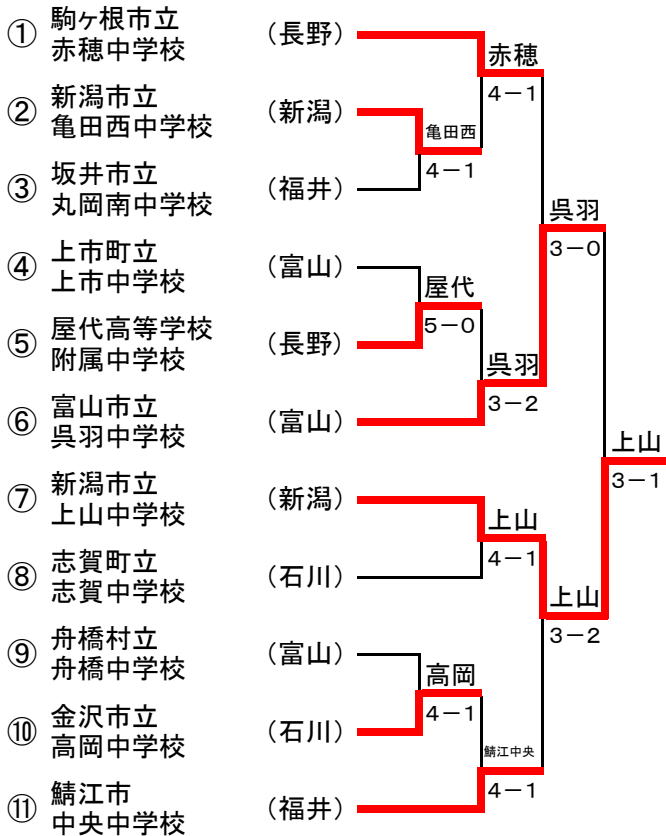 ① 駒ヶ根市立
赤穂中学校 （長野）
② 新潟市立
亀田西中学校 （新潟）
③ 坂井市立
丸岡南中学校 （福井）
④ 上市町立
上市中学校 （富山）
⑤ 屋代高等学校
附属中学校 （長野）
⑥ 富山市立
呉羽中学校 （富山）
⑦ 新潟市立
上山中学校 （新潟）
⑧ 志賀町立
志賀中学校 （石川）
⑨ 舟橋村立
舟橋中学校 （富山）
⑩ 金沢市立
高岡中学校 （石川）
⑪ 鯖江市
中央中学校 （福井）
亀田西
4－1
屋代
5－0
高岡
4－1
赤穂
4－1
呉羽
3－2
上山
4－1
鯖江中央
4－1
呉羽
3－0
上山
3－2
上山
3－1